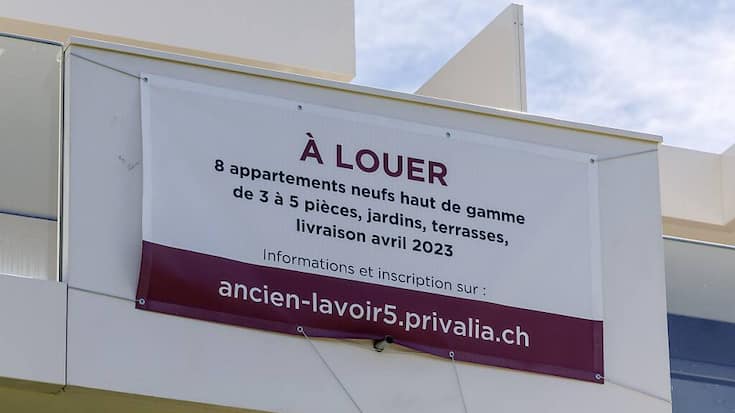 À LOUER
8 appartements neufs haut de gamme
de 3 à 5 pièces, jardins, terrasses,
livraison avril 2023
Informations et inscription sur :
ancien-lavoir5.privalia.ch